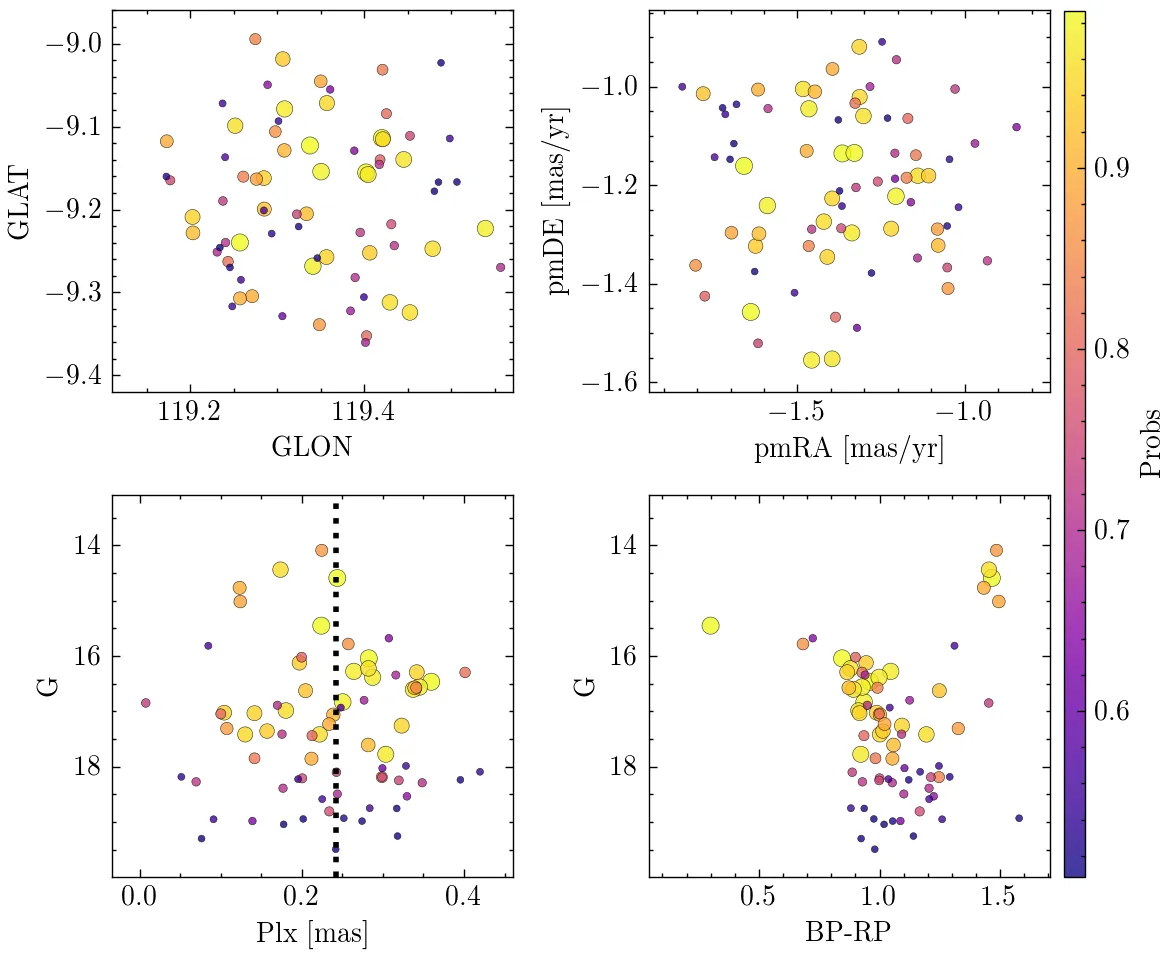 −9.0
−9.1
−9.2
−9.3
−9.4
GLAT
119.2 119.4
GLON
−1.0
−1.2
−1.4
−1.6
pmDE [mas/yr]
−1.5 −1.0
pmRA [mas/yr]
14
16
18
G
0.0 0.2 0.4
Plx [mas]
14
16
18
G
0.5 1.0 1.5
BP-RP
0.9
0.8
0.7
0.6
Probs